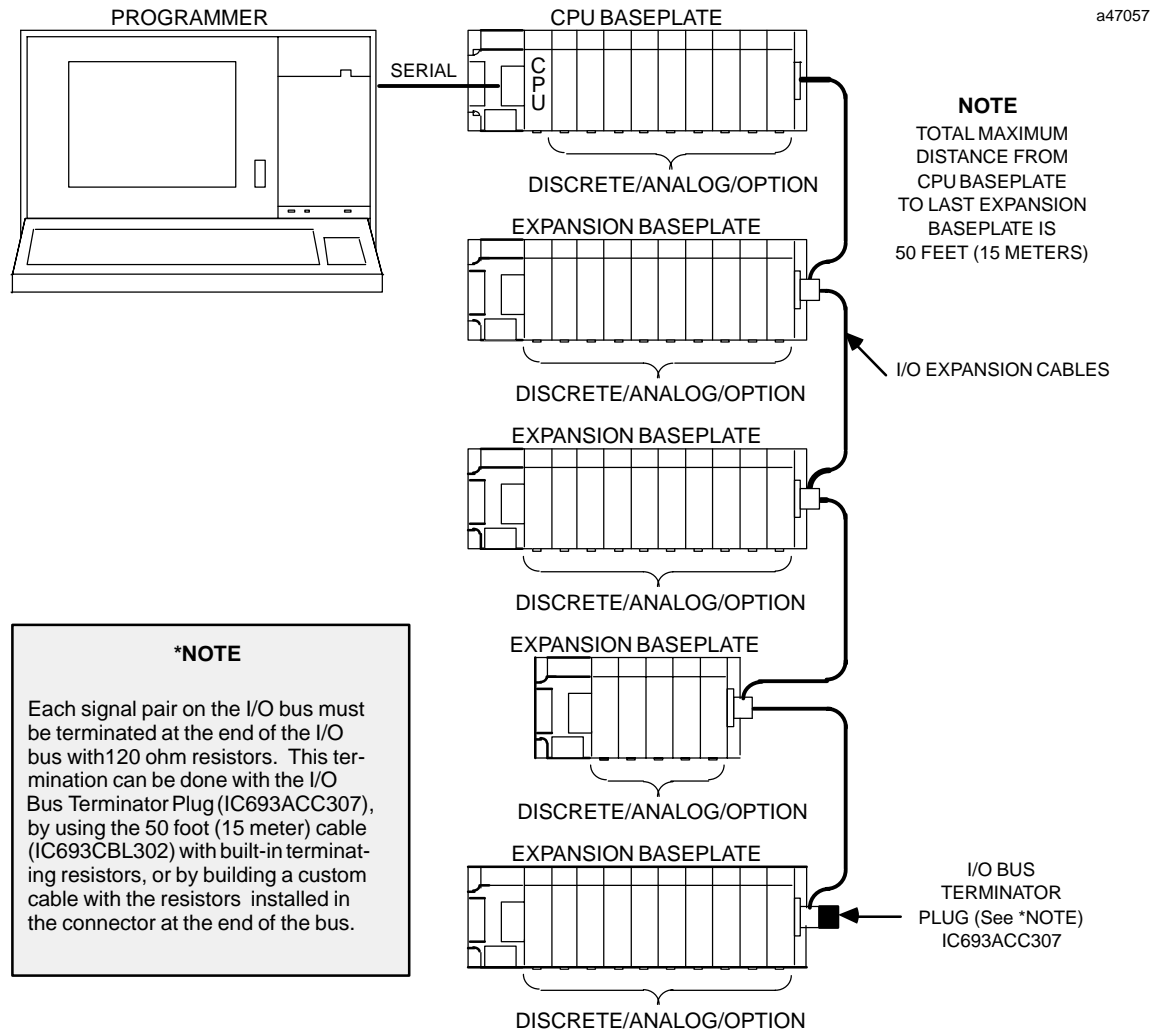 PROGRAMMER
CPU BASEPLATE
a47057
SERIAL
C
P
U
DISCRETE/ANALOG/OPTION
NOTE
TOTAL MAXIMUM
DISTANCE FROM
CPU BASEPLATE
TO LAST EXPANSION
BASEPLATE IS
50 FEET (15 METERS)
EXPANSION BASEPLATE
DISCRETE/ANALOG/OPTION
I/O EXPANSION CABLES
EXPANSION BASEPLATE
DISCRETE/ANALOG/OPTION
EXPANSION BASEPLATE
DISCRETE/ANALOG/OPTION
*NOTE
Each signal pair on the I/O bus must
be terminated at the end of the I/O
bus with120 ohm resistors. This ter-
mination can be done with the I/O
Bus Terminator Plug (IC693ACC307),
by using the 50 foot (15 meter) cable
(IC693CBL302) with built-in terminat-
ing resistors, or by building a custom
cable with the resistors installed in
the connector at the end of the bus.
EXPANSION BASEPLATE
DISCRETE/ANALOG/OPTION
I/O BUS
TERMINATOR
PLUG (See *NOTE)
IC693ACC307